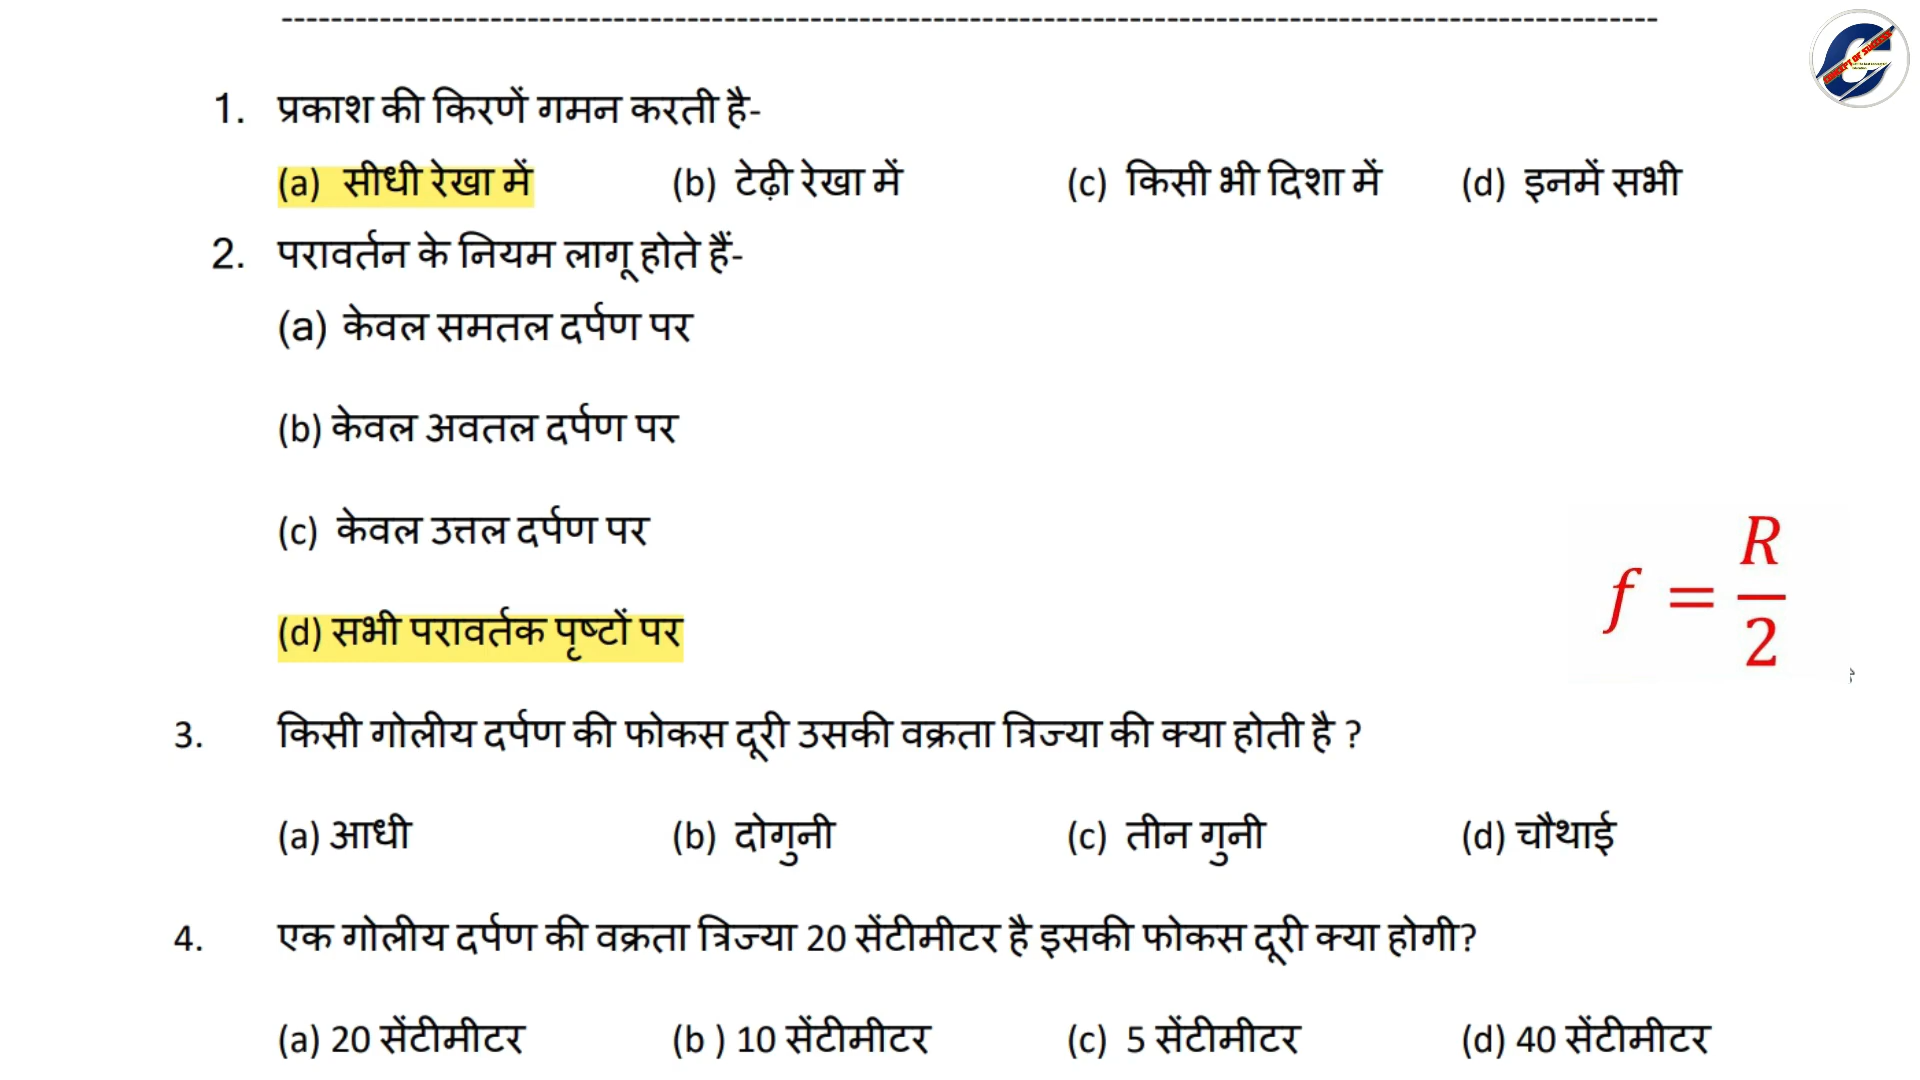 1. प्रकाश की किरणें गमन करती है-
(a) सीधी रेखा में (b) टेढ़ी रेखा में (c) किसी भी दिशा में (d) इनमें सभी
2. परावर्तन के नियम लागू होते हैं-
(a) केवल समतल दर्पण पर
(b) केवल अवतल दर्पण पर
(c) केवल उत्तल दर्पण पर
(d) सभी परावर्तक पृष्टों पर
f = R/2
3. किसी गोलीय दर्पण की फोकस दूरी उसकी वक्रता त्रिज्या की क्या होती है ?
(a) आधी (b) दोगुनी (c) तीन गुनी (d) चौथाई
4. एक गोलीय दर्पण की वक्रता त्रिज्या 20 सेंटीमीटर है इसकी फोकस दूरी क्या होगी?
(a) 20 सेंटीमीटर (b ) 10 सेंटीमीटर (c) 5 सेंटीमीटर (d) 40 सेंटीमीटर
CONCEPT OF SUCCESS